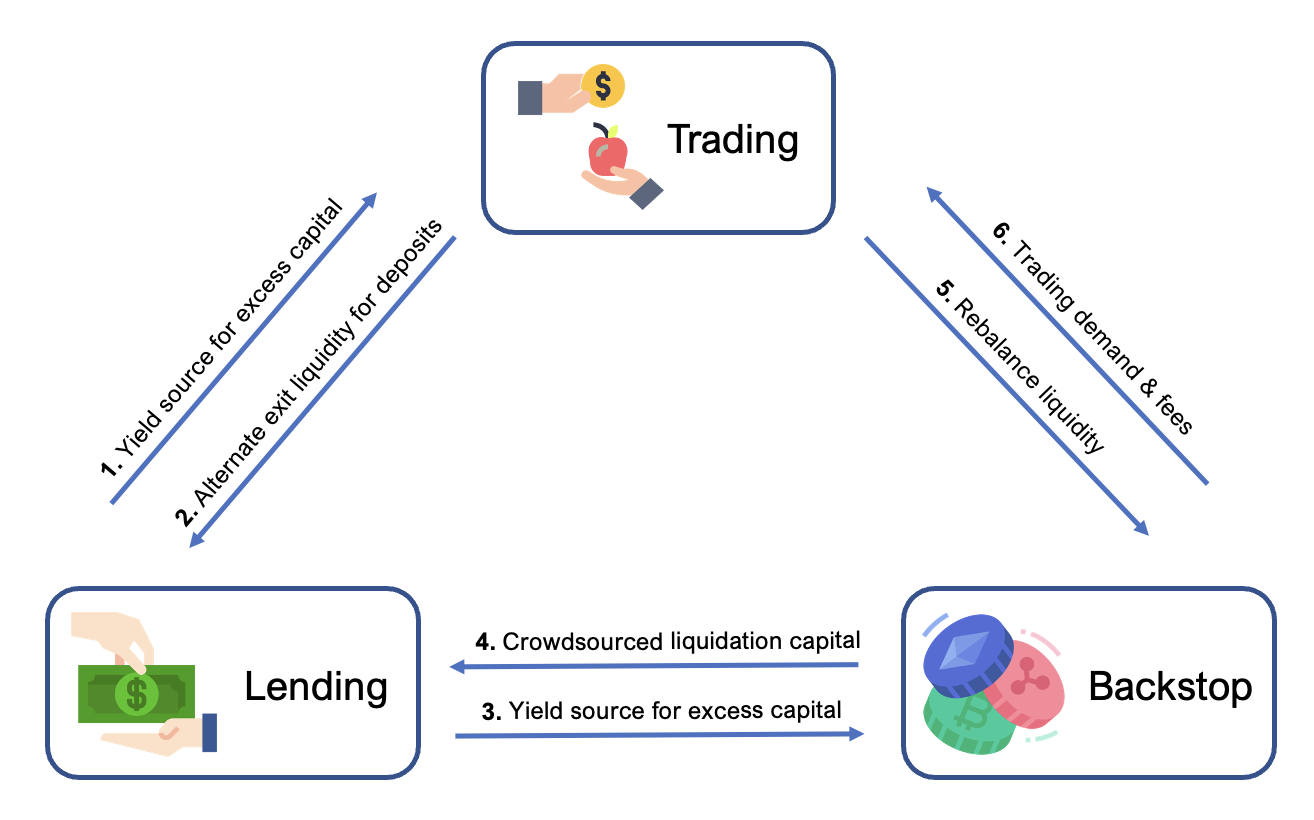 Trading
1. Yield source for excess capital
2. Alternate exit liquidity for deposits
6. Trading demand & fees
5. Rebalance liquidity
Lending
4. Crowdsourced liquidation capital
3. Yield source for excess capital
Backstop
$
$